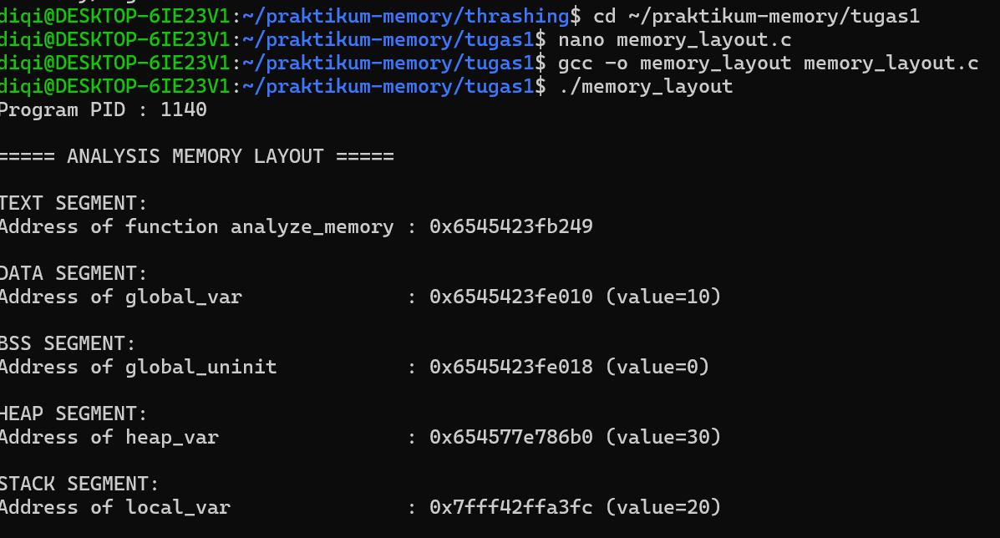 diqi@DESKTOP-6IE23V1:~/praktikum-memory/thrashing$ cd ~/praktikum-memory/tugas1
diqi@DESKTOP-6IE23V1:~/praktikum-memory/tugas1$ nano memory_layout.c
diqi@DESKTOP-6IE23V1:~/praktikum-memory/tugas1$ gcc -o memory_layout memory_layout.c
diqi@DESKTOP-6IE23V1:~/praktikum-memory/tugas1$ ./memory_layout
Program PID : 1140
===== ANALYSIS MEMORY LAYOUT =====
TEXT SEGMENT:
Address of function analyze_memory : 0x6545423fb249
DATA SEGMENT:
Address of global_var : 0x6545423fe010 (value=10)
BSS SEGMENT:
Address of global_uninit : 0x6545423fe018 (value=0)
HEAP SEGMENT:
Address of heap_var : 0x654577e786b0 (value=30)
STACK SEGMENT:
Address of local_var : 0x7fff42ffa3fc (value=20)